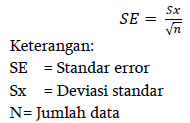 SE = Sx / √n
Keterangan:
SE = Standar error
Sx = Deviasi standar
N= Jumlah data